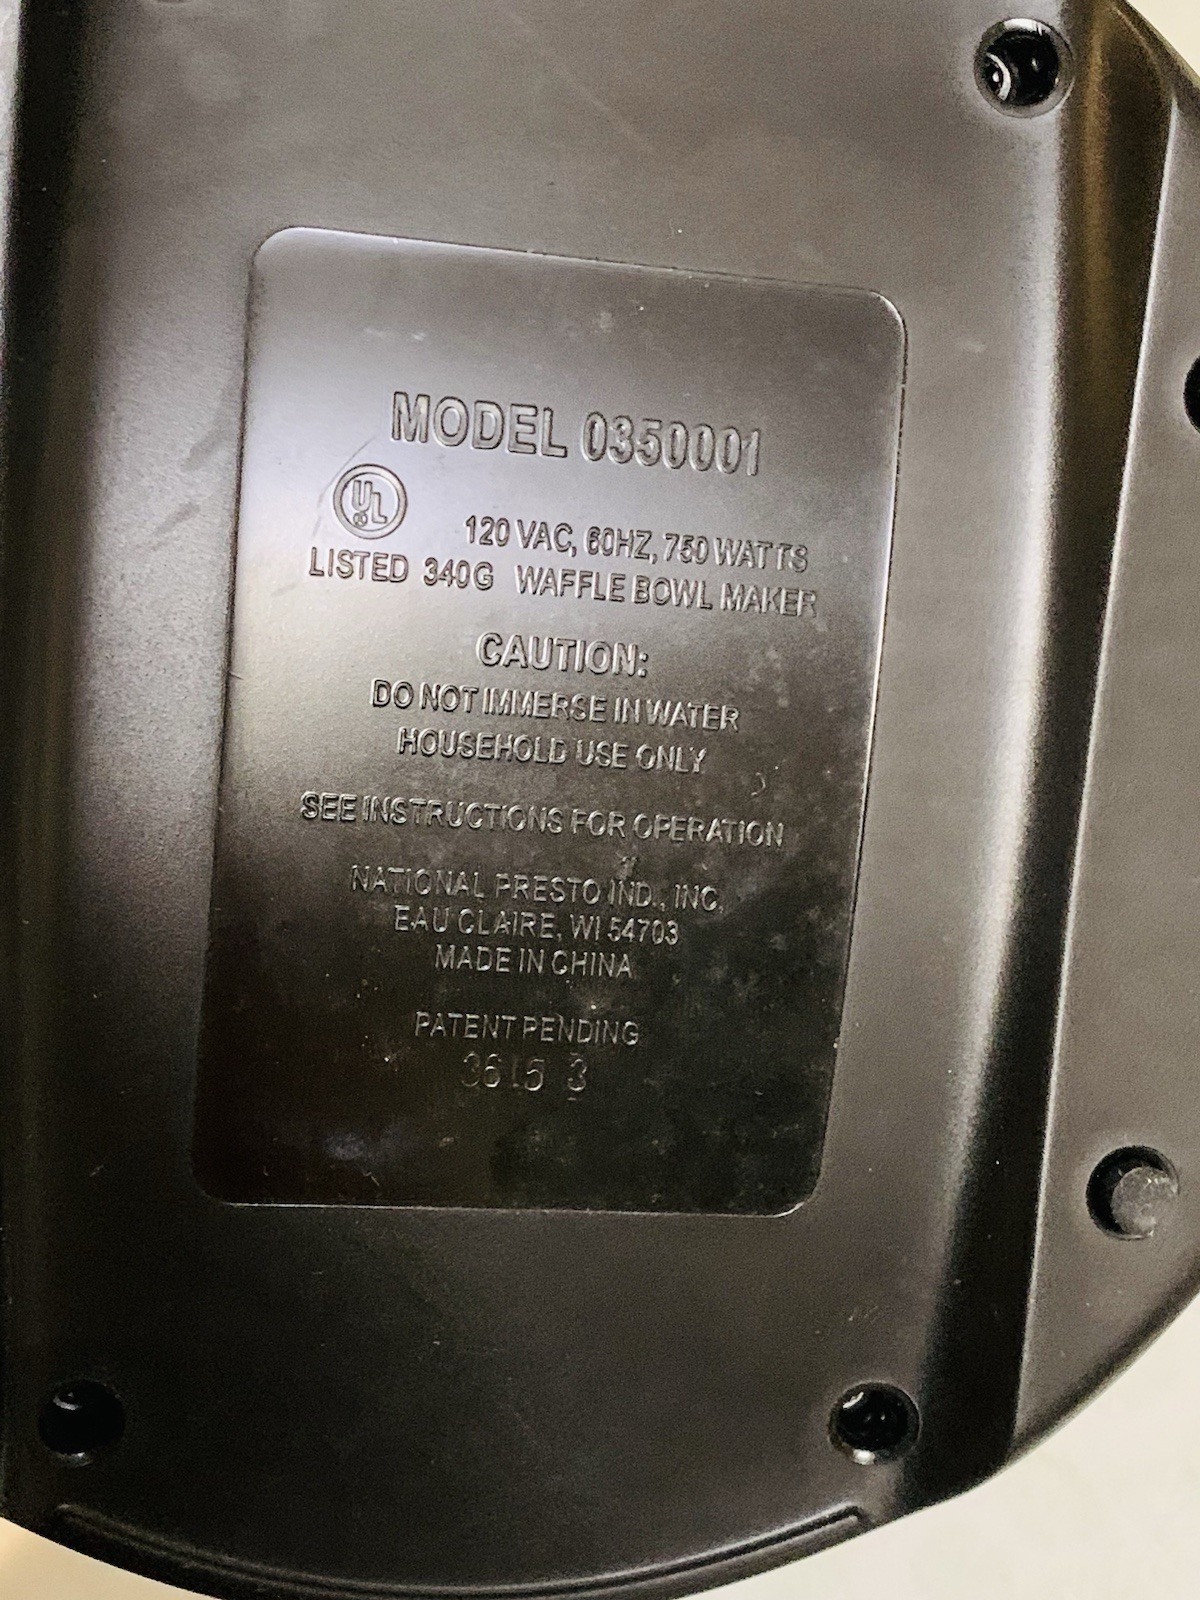 MODEL 0350001
UL
120 VAC, 60HZ, 750 WATTS
LISTED 340G WAFFLE BOWL MAKER
CAUTION:
DO NOT IMMERSE IN WATER
HOUSEHOLD USE ONLY
SEE INSTRUCTIONS FOR OPERATION
NATIONAL PRESTO IND., INC.
EAU CLAIRE, WI 54703
MADE IN CHINA
PATENT PENDING
3615 3